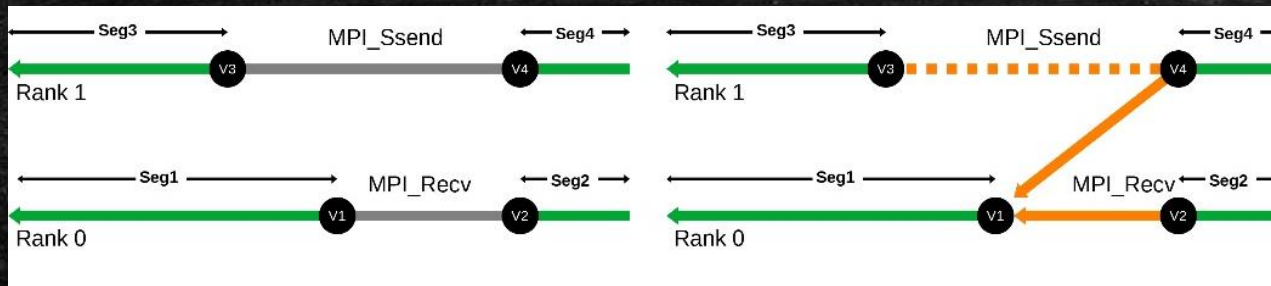 Seg3
MPI_Ssend
Seg4
V3
V4
Rank 1
Seg1
MPI_Recv
Seg2
V1
V2
Rank 0
Seg3
MPI_Ssend
Seg4
V3
V4
Rank 1
Seg1
MPI_Recv
Seg2
V1
V2
Rank 0